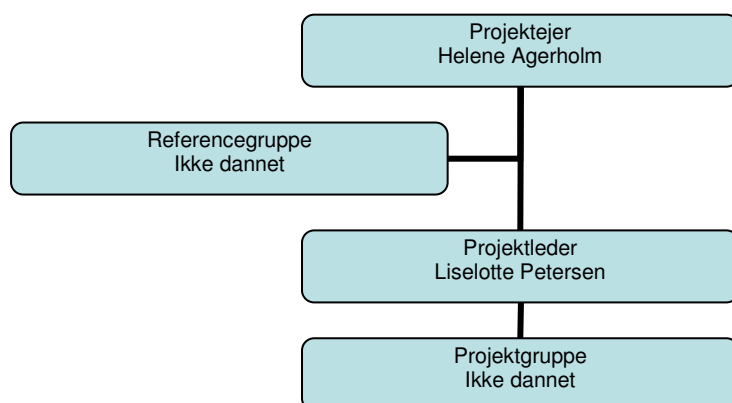 Projektejer
Helene Agerholm
Referencegruppe
Ikke dannet
Projektleder
Liselotte Petersen
Projektgruppe
Ikke dannet